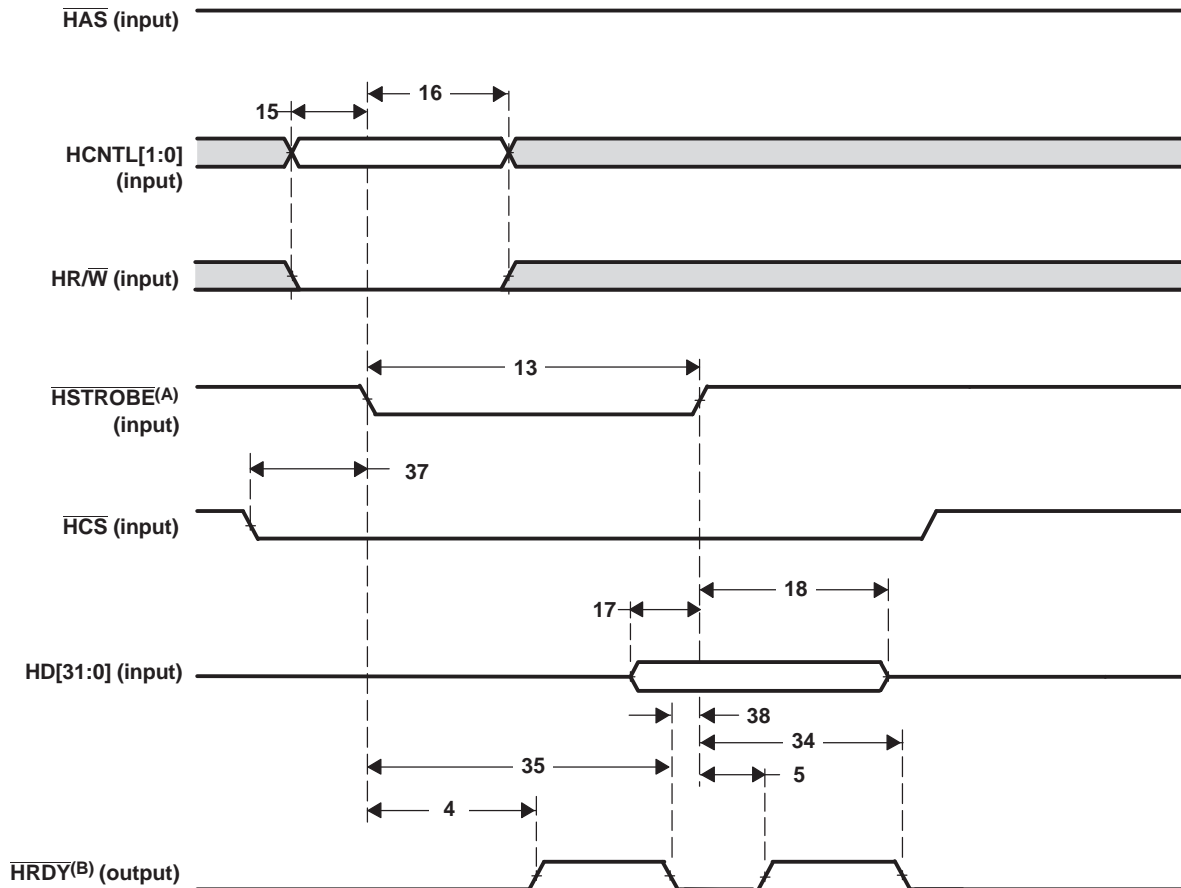 HAS (input)
16
15
HCNTL[1:0]
(input)
HR/W (input)
13
HSTROBE(A)
(input)
37
HCS (input)
18
17
HD[31:0] (input)
38
34
35
5
4
HRDY(B) (output)